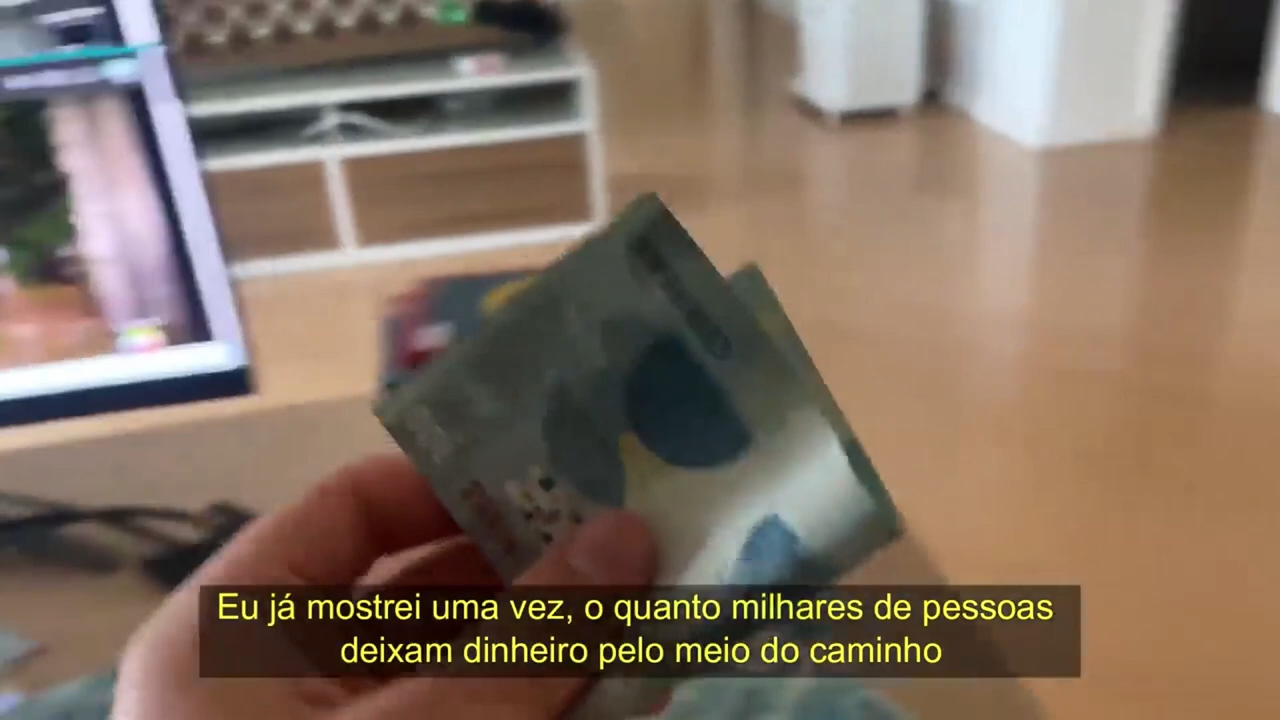 Eu já mostrei uma vez, o quanto milhares de pessoas
deixam dinheiro pelo meio do caminho